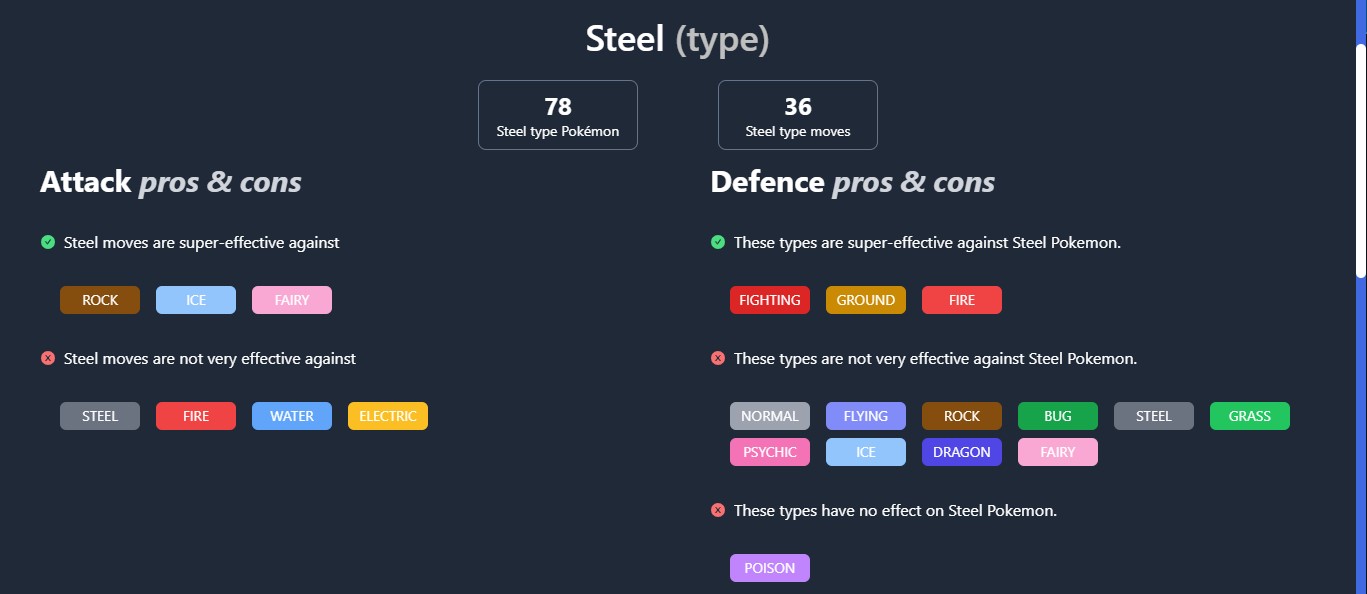 Steel (type)
78
Steel type Pokémon
36
Steel type moves
Attack pros & cons
Steel moves are super-effective against
ROCK ICE FAIRY
Steel moves are not very effective against
STEEL FIRE WATER ELECTRIC
Defence pros & cons
These types are super-effective against Steel Pokemon.
FIGHTING GROUND FIRE
These types are not very effective against Steel Pokemon.
NORMAL FLYING ROCK BUG STEEL GRASS
PSYCHIC ICE DRAGON FAIRY
These types have no effect on Steel Pokemon.
POISON